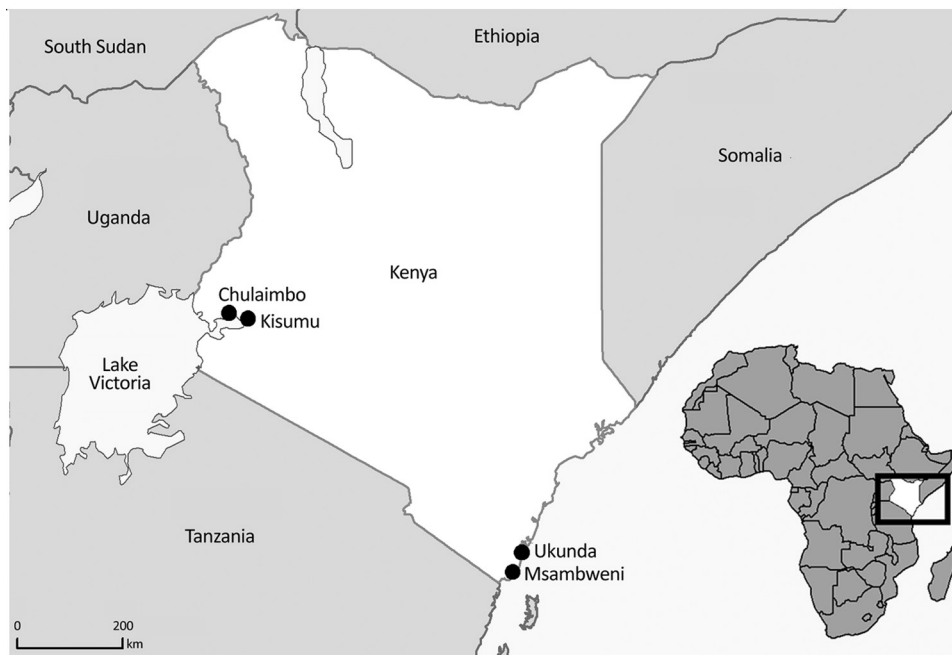 South Sudan
Ethiopia
Somalia
Uganda
Kenya
Chulaimbo
Kisumu
Lake
Victoria
Tanzania
Ukunda
Msambweni
0
200
km